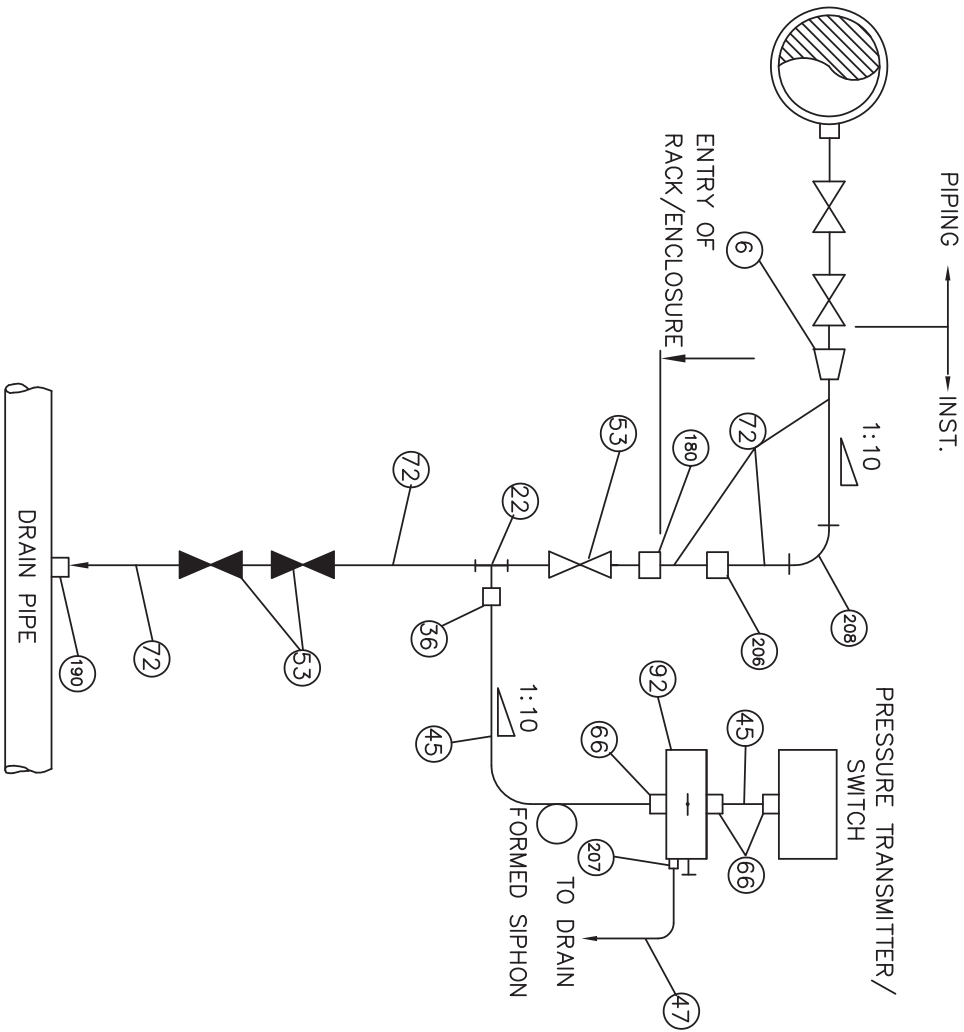 PIPING
INST.
ENTRY OF
RACK/ENCLOSURE
6
1:10
72
180
53
208
206
72
22
36
PRESSURE TRANSMITTER/
SWITCH
92
45
66
66
1:10
45
207
FORMED SIPHON
TO DRAIN
47
53
72
190
DRAIN PIPE